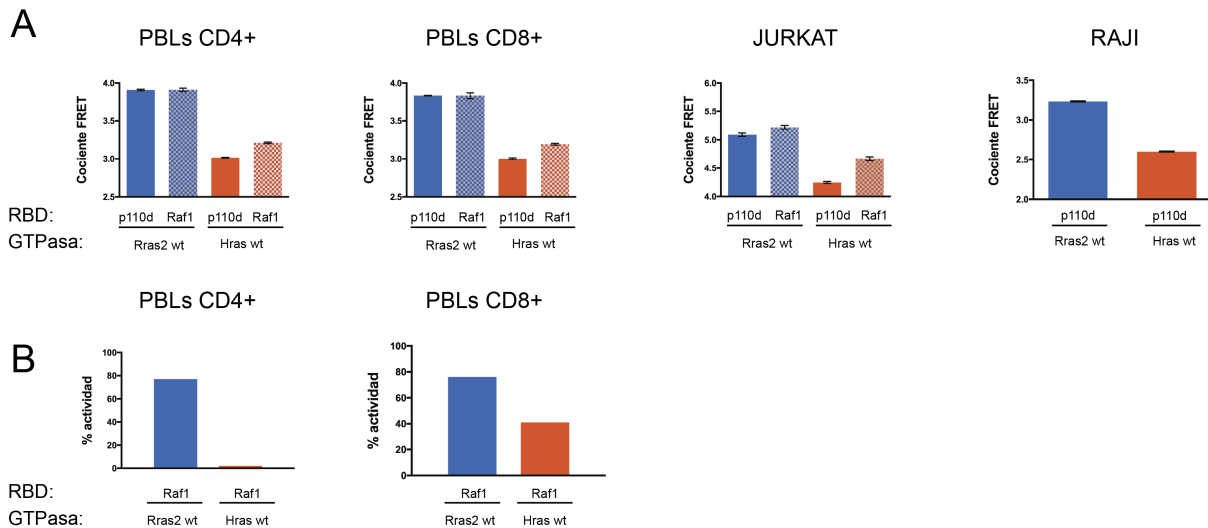 A
PBLs CD4+
PBLs CD8+
JURKAT
RAJI
Cociente FRET
4.0
3.5
3.0
2.5
Cociente FRET
4.0
3.5
3.0
2.5
Cociente FRET
6.0
5.5
5.0
4.5
4.0
Cociente FRET
3.5
3.0
2.5
2.0
RBD: p110d Raf1 p110d Raf1 p110d Raf1 p110d Raf1 p110d Raf1 p110d Raf1 p110d p110d
GTPasa: Rras2 wt Hras wt Rras2 wt Hras wt Rras2 wt Hras wt Rras2 wt Hras wt
PBLs CD4+
PBLs CD8+
B
% actividad
100
80
60
40
20
0
% actividad
100
80
60
40
20
0
RBD: Raf1 Raf1 Raf1 Raf1
GTPasa: Rras2 wt Hras wt Rras2 wt Hras wt